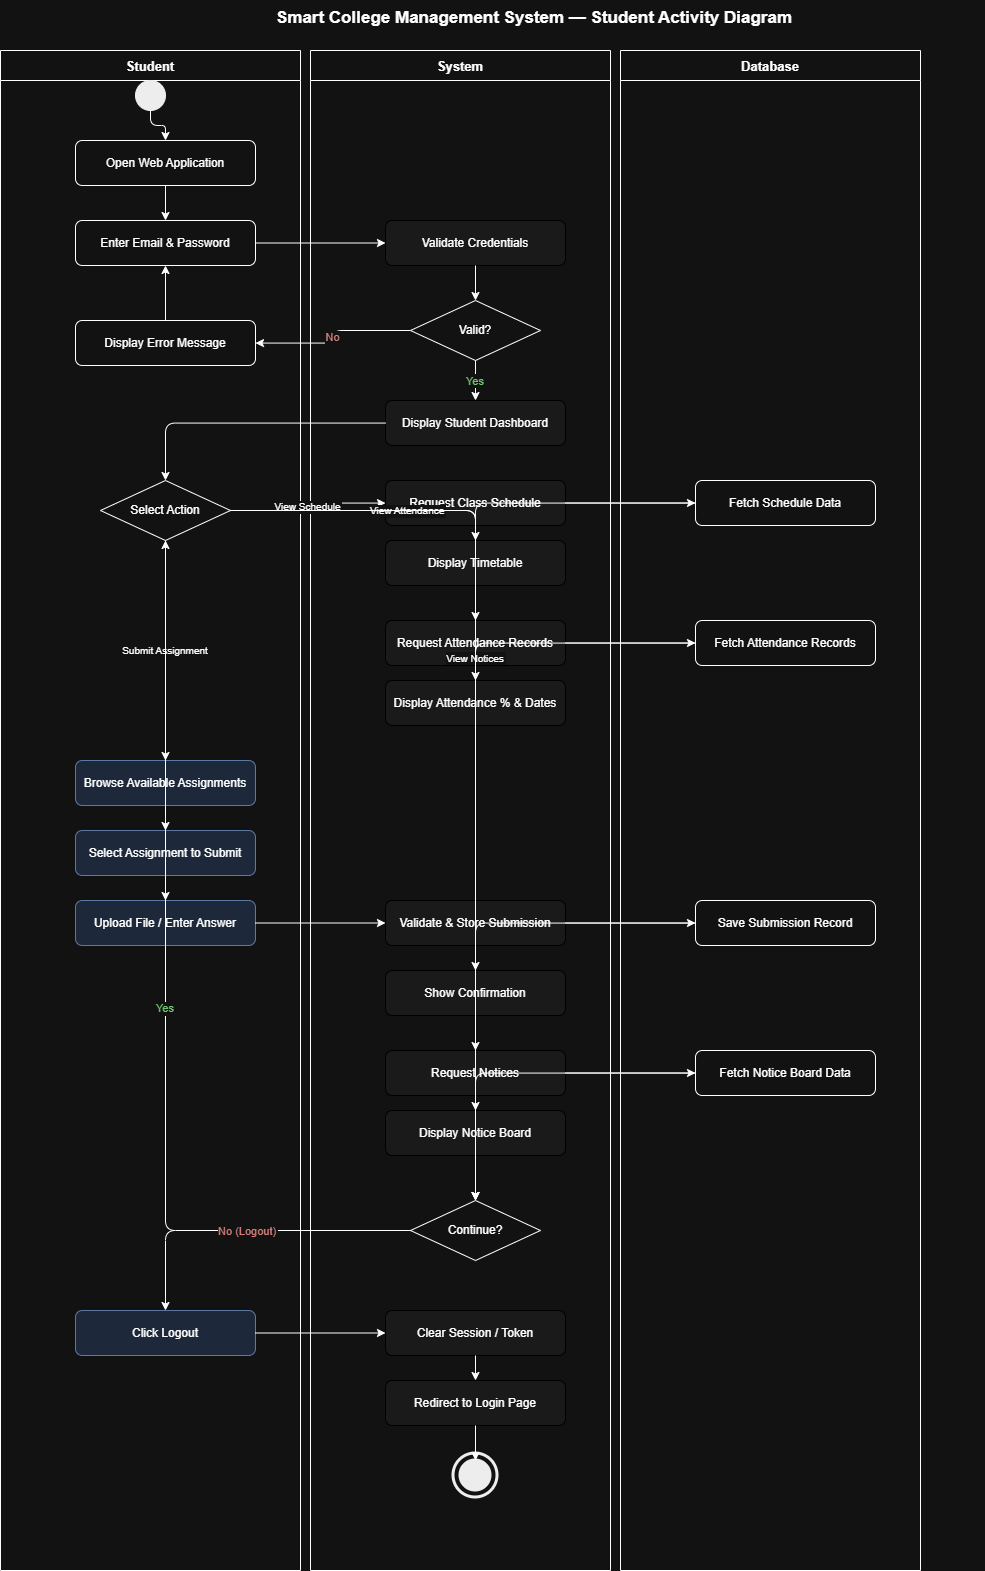 Smart College Management System — Student Activity Diagram
Student
System
Database
Open Web Application
Enter Email & Password
Validate Credentials
Valid?
No
Display Error Message
Yes
Display Student Dashboard
Select Action
View Schedule
Request Class Schedule
View Attendance
Fetch Schedule Data
Display Timetable
Request Attendance Records
Fetch Attendance Records
View Notices
Submit Assignment
Display Attendance % & Dates
Browse Available Assignments
Select Assignment to Submit
Upload File / Enter Answer
Validate & Store Submission
Save Submission Record
Show Confirmation
Yes
Request Notices
Fetch Notice Board Data
Display Notice Board
Continue?
No (Logout)
Click Logout
Clear Session / Token
Redirect to Login Page